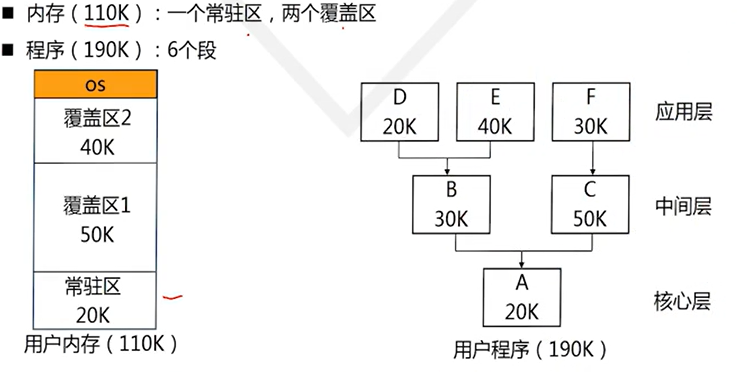 ■ 内存（110K）：一个常驻区，两个覆盖区
■ 程序（190K）：6个段
OS
覆盖区2
40K
覆盖区1
50K
常驻区
20K
用户内存（110K）
D
20K
E
40K
F
30K
应用层
B
30K
C
50K
中间层
A
20K
核心层
用户程序（190K）